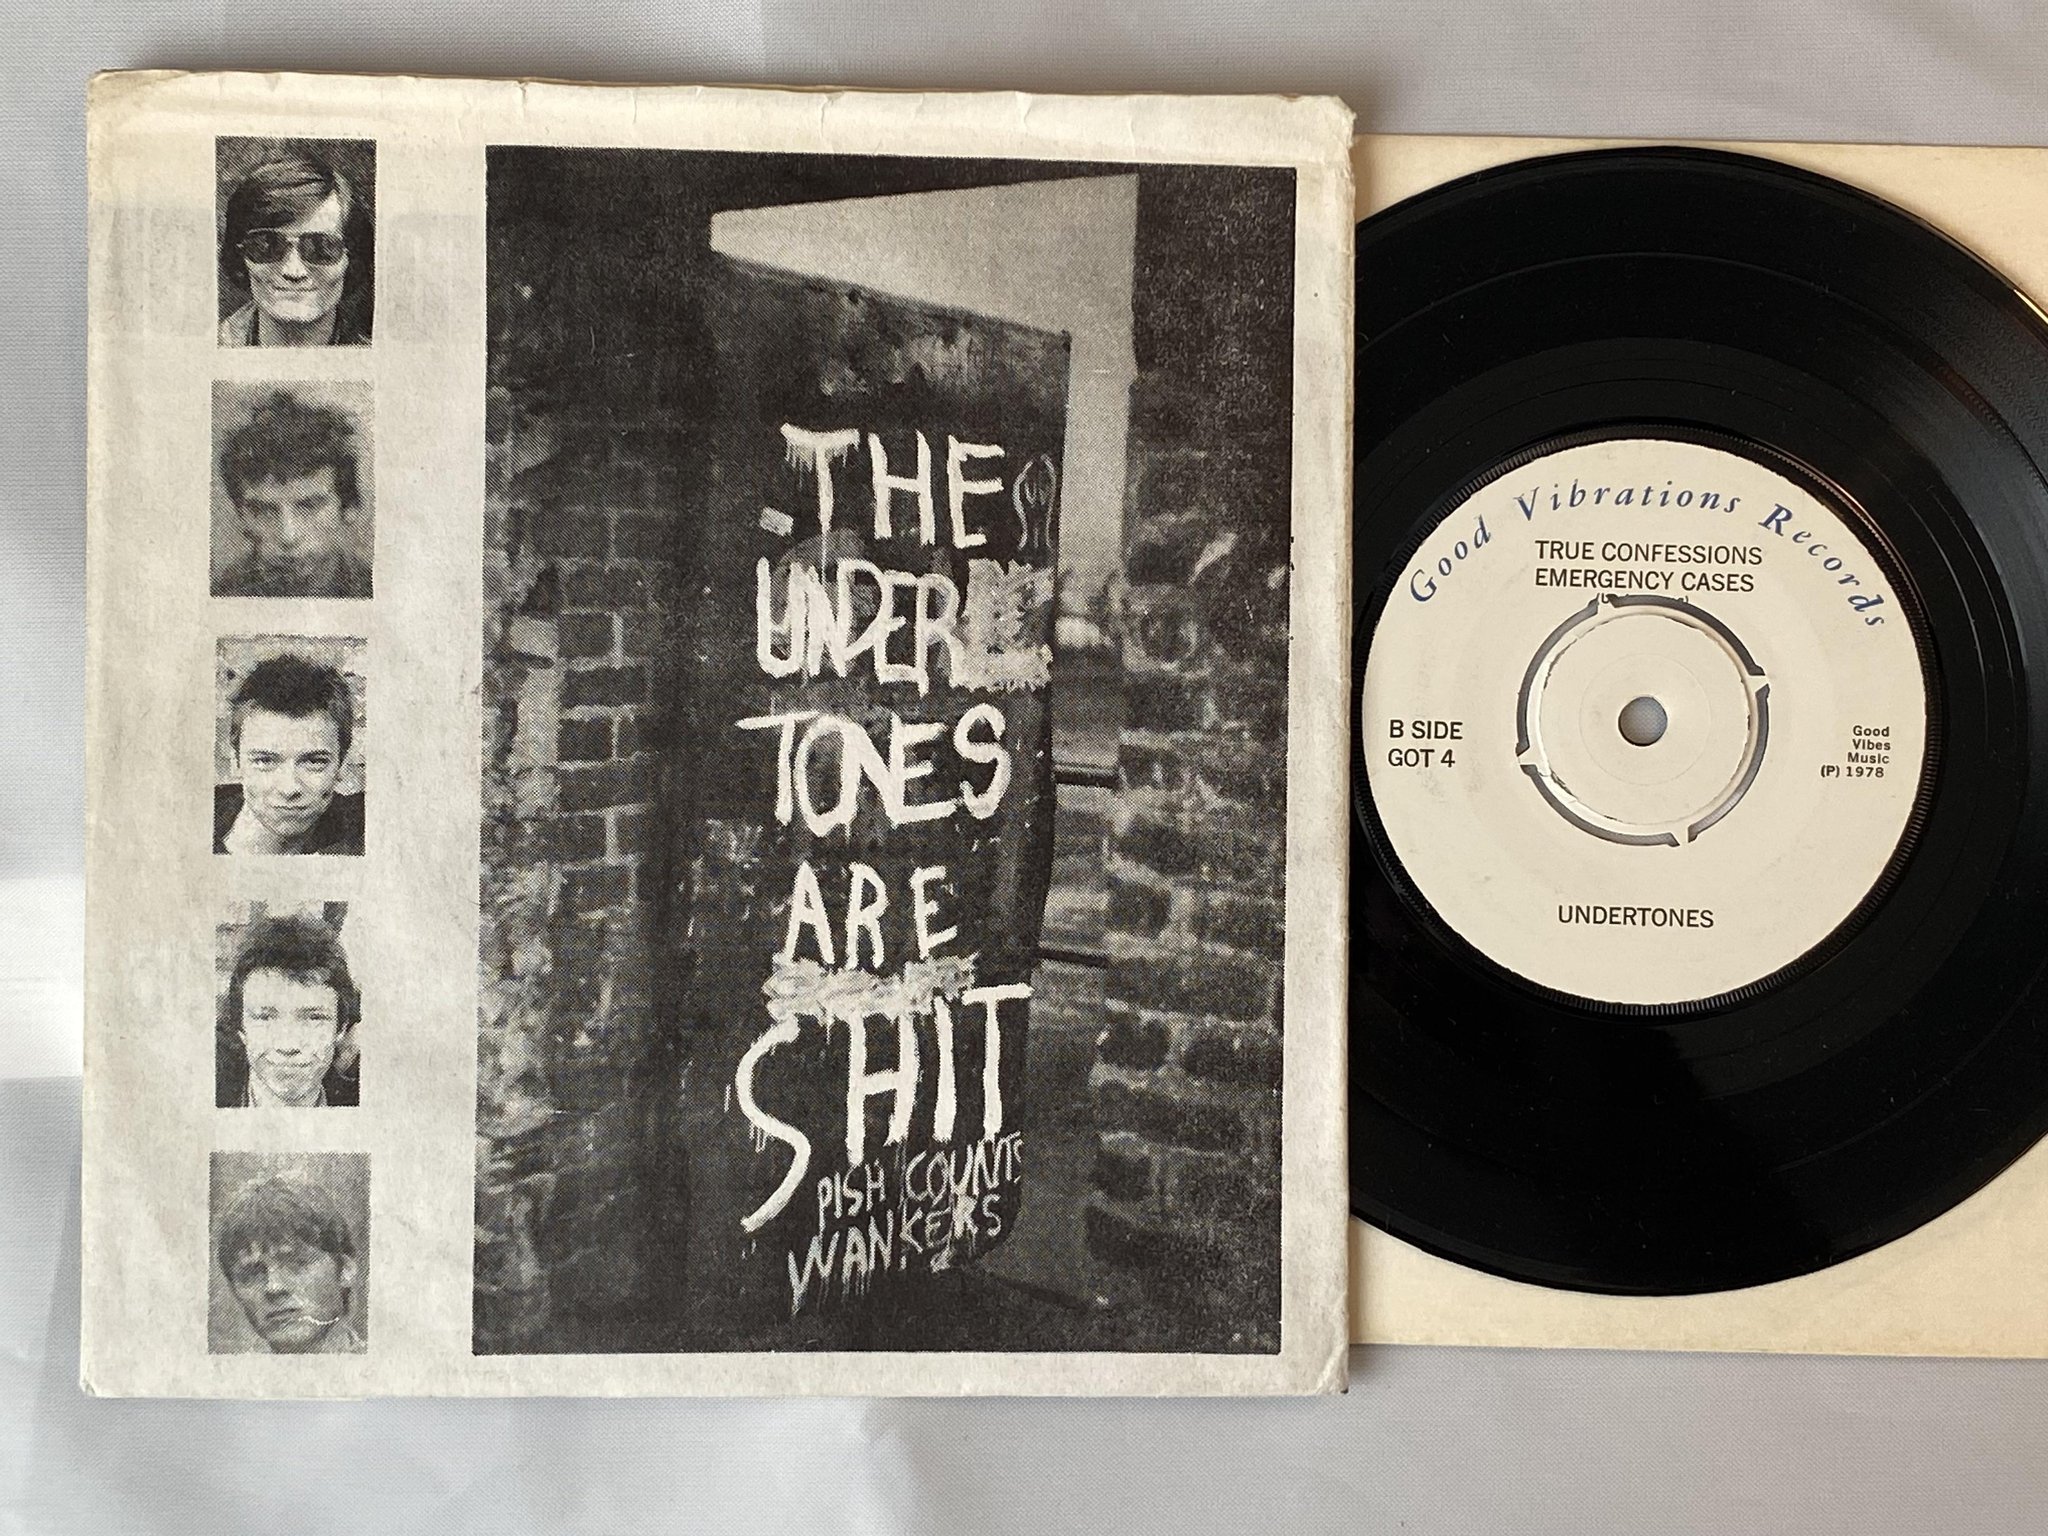 THE
UNDER
TONES
ARE
SHIT
PISH COUNTS
WANKERS
Good Vibrations Records
TRUE CONFESSIONS
EMERGENCY CASES
B SIDE
GOT 4
Good
Vibes
Music
(P) 1978
UNDERTONES